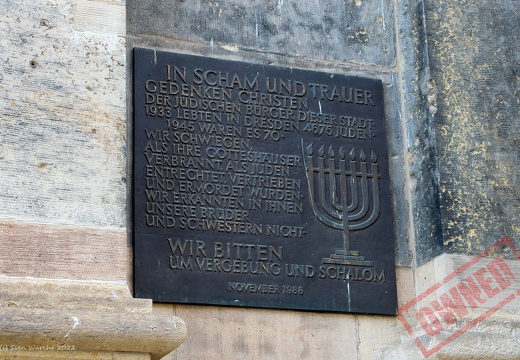 IN SCHAM UND TRAUER
GEDENKEN CHRISTEN
DER JÜDISCHEN BÜRGER DIESER STADT.
1933 LEBTEN IN DRESDEN 4675 JUDEN.
1945 WAREN ES 70.
WIR SCHWIEGEN,
ALS IHRE GOTTESHÄUSER
VERBRANNT, ALS JUDEN
ENTRECHTET, VERTRIEBEN
UND ERMORDET WURDEN.
WIR ERKANNTEN IN IHNEN
UNSERE BRÜDER
UND SCHWESTERN NICHT.
WIR BITTEN
UM VERGEBUNG UND SCHALOM
NOVEMBER 1988
(c) Sven Warche 2022
OWNED